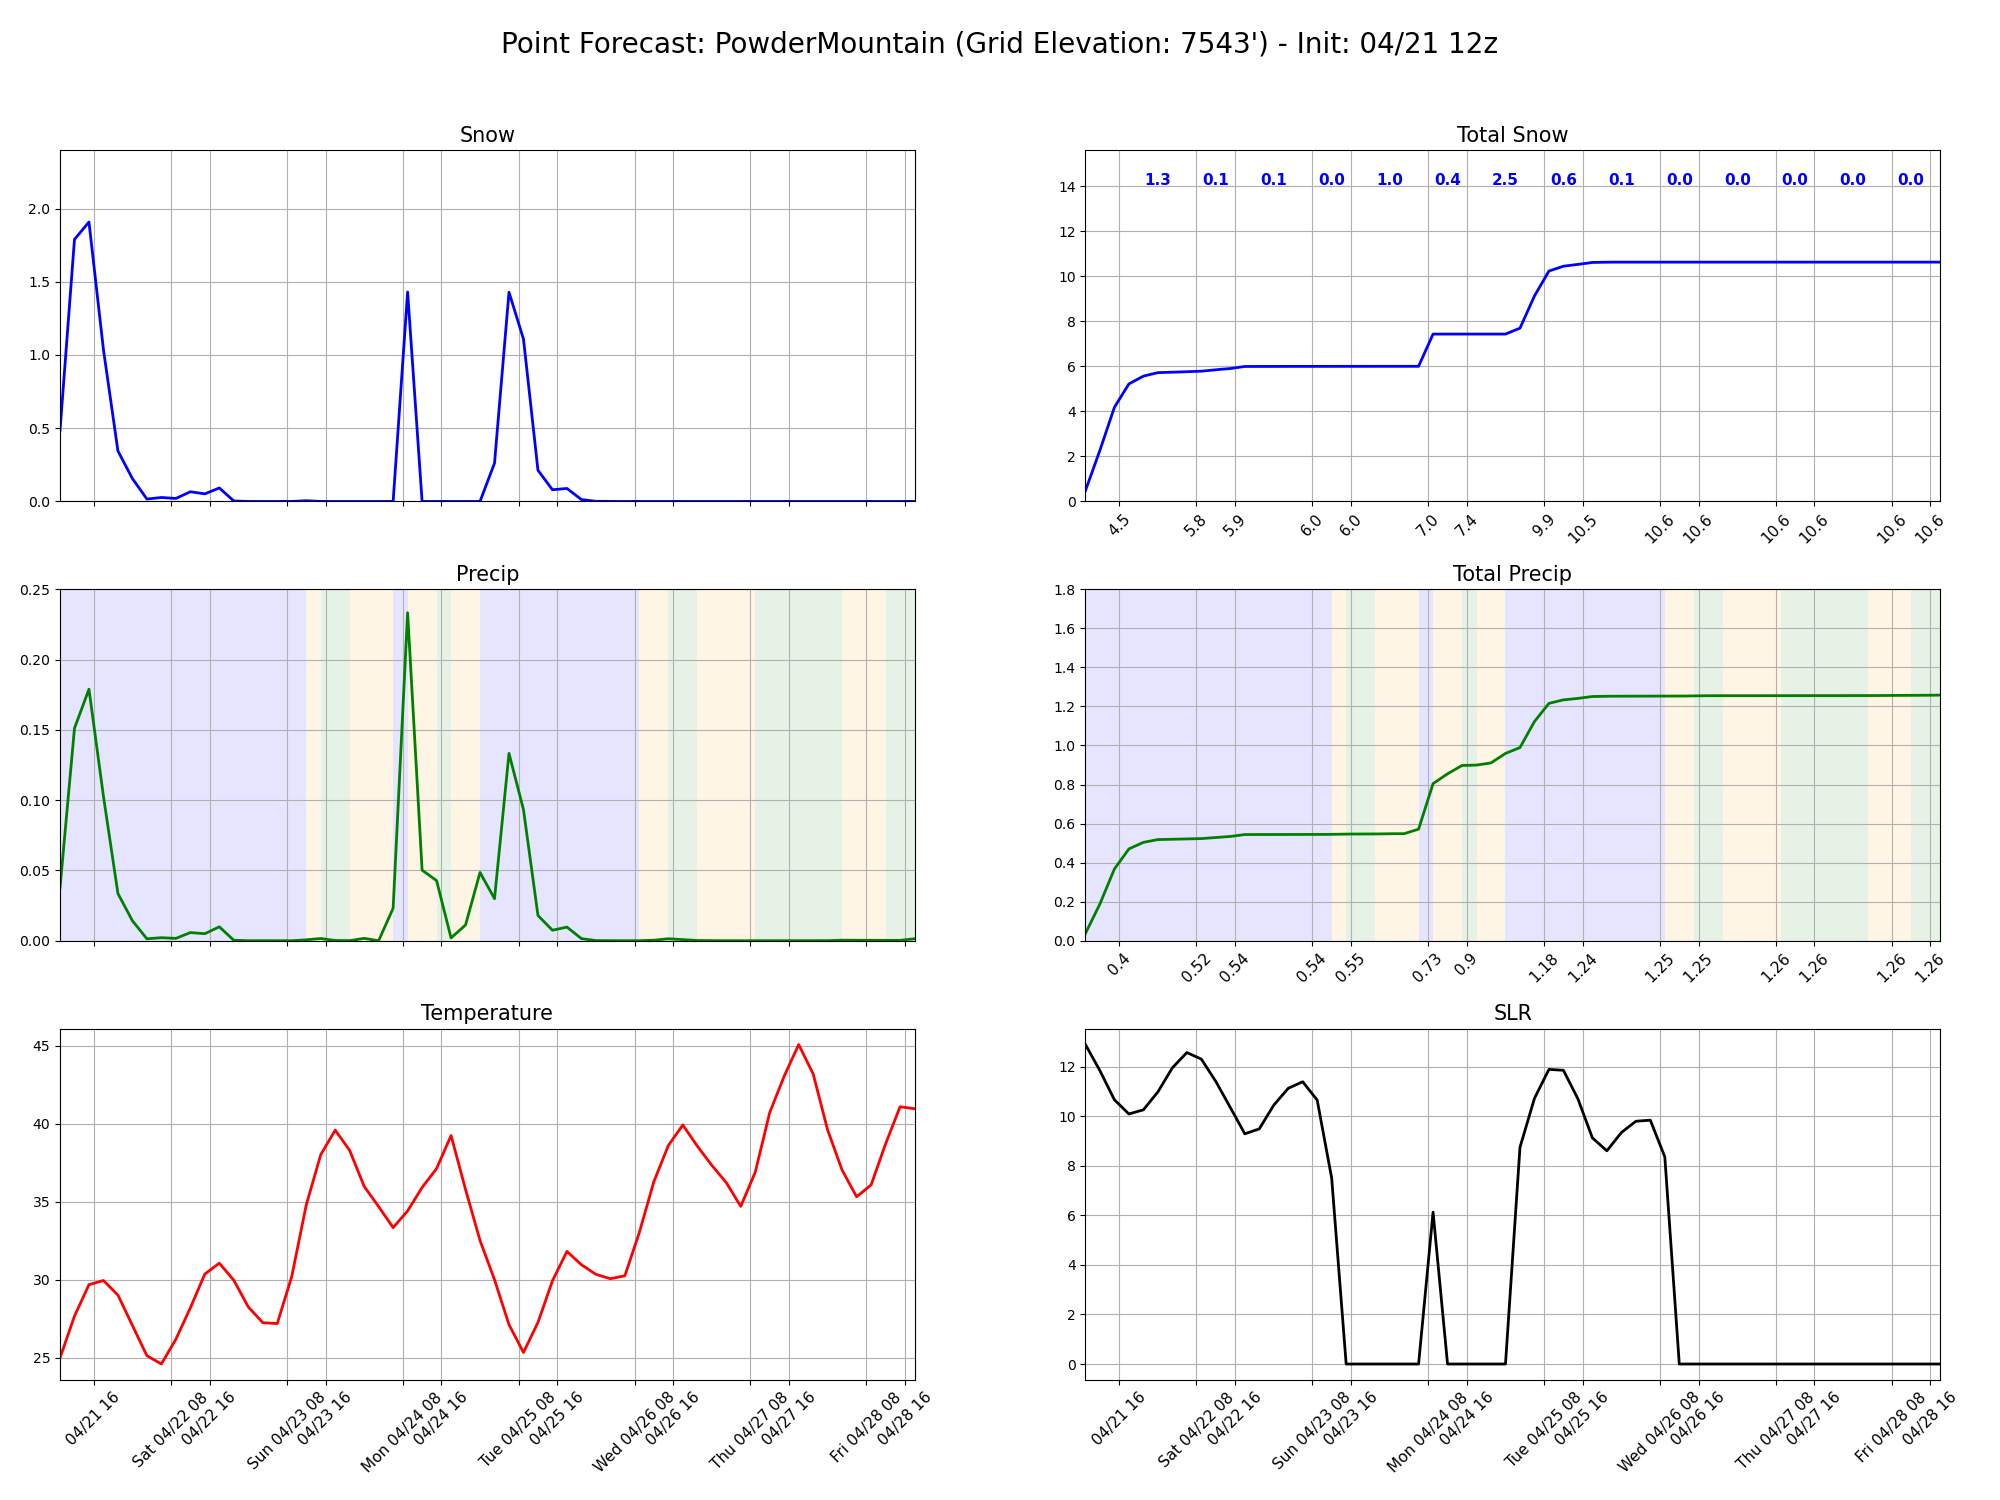 Point Forecast: PowderMountain (Grid Elevation: 7543') - Init: 04/21 12z
Snow
2.0
1.5
1.0
0.5
0.0
Total Snow
1.3 0.1 0.1 0.0 1.0 0.4 2.5 0.6 0.1 0.0 0.0 0.0 0.0 0.0
14
12
10
8
6
4
2
0
4.5 5.8 5.9 6.0 6.0 7.0 7.4 9.9 10.5 10.6 10.6 10.6 10.6 10.6 10.6
Precip
0.25
0.20
0.15
0.10
0.05
0.00
Total Precip
1.8
1.6
1.4
1.2
1.0
0.8
0.6
0.4
0.2
0.0
0.4 0.52 0.54 0.54 0.55 0.73 0.9 1.18 1.24 1.25 1.25 1.26 1.26 1.26 1.26
Temperature
45
40
35
30
25
04/21 16
Sat 04/22 08
04/22 16
Sun 04/23 08
04/23 16
Mon 04/24 08
04/24 16
Tue 04/25 08
04/25 16
Wed 04/26 08
04/26 16
Thu 04/27 08
04/27 16
Fri 04/28 08
04/28 16
SLR
12
10
8
6
4
2
0
04/21 16
Sat 04/22 08
04/22 16
Sun 04/23 08
04/23 16
Mon 04/24 08
04/24 16
Tue 04/25 08
04/25 16
Wed 04/26 08
04/26 16
Thu 04/27 08
04/27 16
Fri 04/28 08
04/28 16